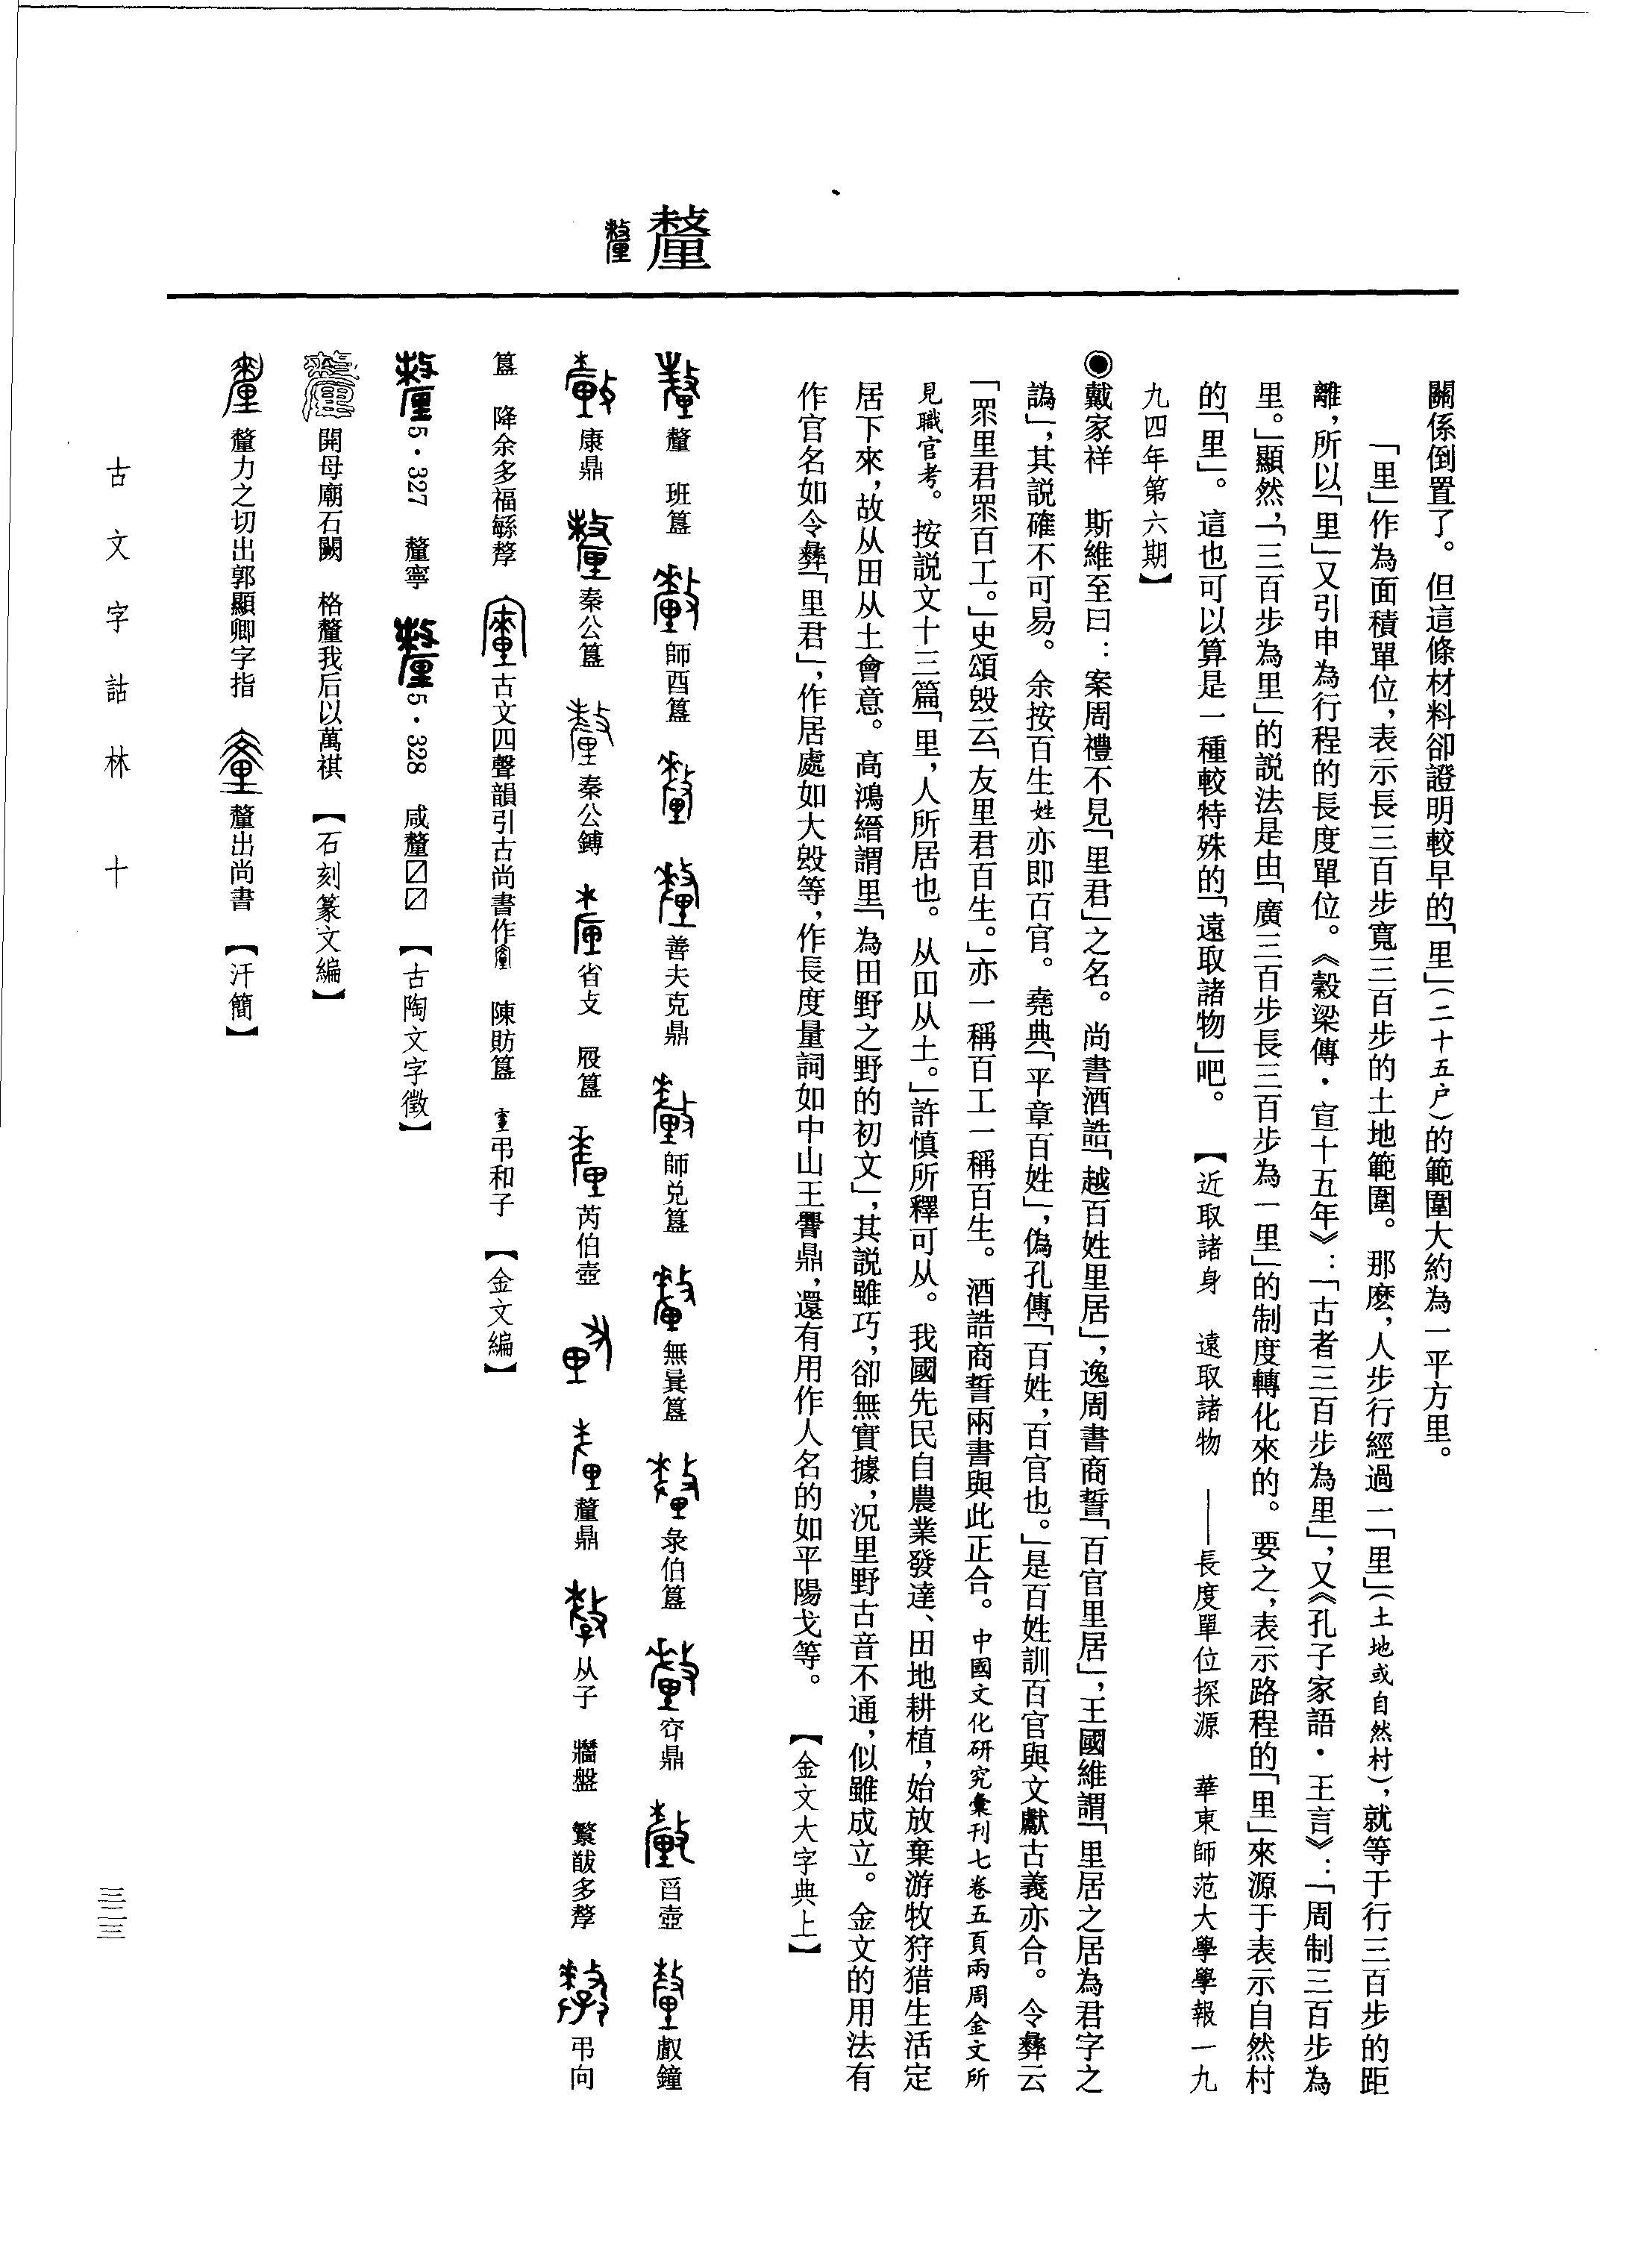 釐
關係倒置了。但這條材料卻證明較早的「里」(二十五户)的範圍大約為一平方里。
「里」作為面積單位，表示長三百步寬三百步的土地範圍。那麽，人步行經過一「里」(土地或自然村)，就等于行三百步的距
離，所以「里」又引申為行程的長度單位。《穀梁傳·宣十五年》：「古者三百步為里」，又《孔子家語·王言》：「周制三百步為
里。」顯然，「三百步為里」的説法是由「廣三百步長三百步為一里」的制度轉化來的。要之，表示路程的「里」來源于表示自然村
的「里」。這也可以算是一種較特殊的「遠取諸物」吧。【近取諸身　遠取諸物　——長度單位探源　華東師范大學學報一九
九四年第六期】
◉戴家祥　斯維至曰：案周禮不見「里君」之名。尚書酒誥「越百姓里居」，逸周書商誓「百官里居」，王國維謂「里居之居為君字之
譌」，其説確不可易。余按百生姓亦即百官。堯典「平章百姓」，偽孔傳「百姓，百官也。」是百姓訓百官與文獻古義亦合。令彝云
「眔里君眔百工。」史頌𣪘云「友里君百生。」亦一稱百工一稱百生。酒誥商誓兩書與此正合。中國文化研究彙刊七卷五頁兩周金文所
見職官考。按説文十三篇「里，人所居也。从田从土。」許慎所釋可从。我國先民自農業發達、田地耕植，始放棄游牧狩猎生活定
居下來，故从田从土會意。高鴻縉謂里「為田野之野的初文」，其説雖巧，卻無實據，况里野古音不通，似雖成立。金文的用法有
作官名如令彝「里君」，作居處如大𣪘等，作長度量詞如中山王𰯼鼎，還有用作人名的如平陽戈等。【金文大字典上】
釐　班簋　師酉簋　善夫克鼎　師兑簋　無㠱簋　彔伯簋　㝨鼎　㫚壺　𠭯鐘
康鼎　秦公簋　秦公鎛　省攴　𠩺簋　芮伯壺　釐鼎　从子　牆盤　繁猷多孷　弔向
簋　降余多福緐孷　古文四聲韻引古尚書作　陳肪簋　弔和子　【金文編】
5·327　釐寧　5·328　咸釐〼〼　【古陶文字徵】
開母廟石闕　格釐我后以萬祺　【石刻篆文編】
釐力之切出郭顯卿字指　釐出尚書　【汗簡】
古文字詁林　十
三二三